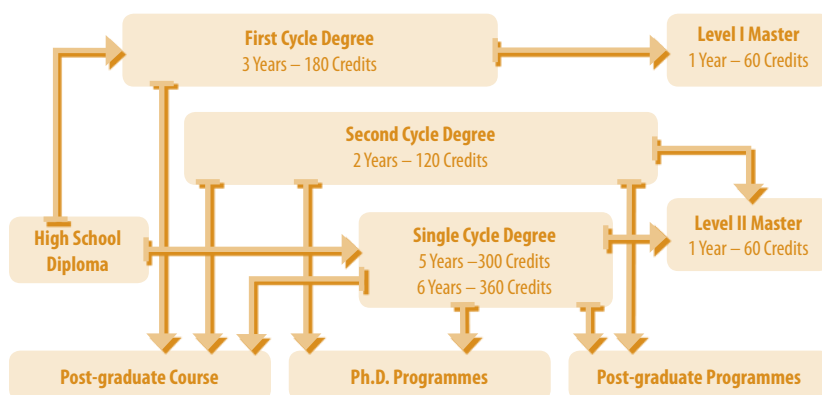 First Cycle Degree
3 Years – 180 Credits
Level I Master
1 Year – 60 Credits
Second Cycle Degree
2 Years – 120 Credits
High School
Diploma
Single Cycle Degree
5 Years –300 Credits
6 Years – 360 Credits
Level II Master
1 Year – 60 Credits
Post-graduate Course
Ph.D. Programmes
Post-graduate Programmes